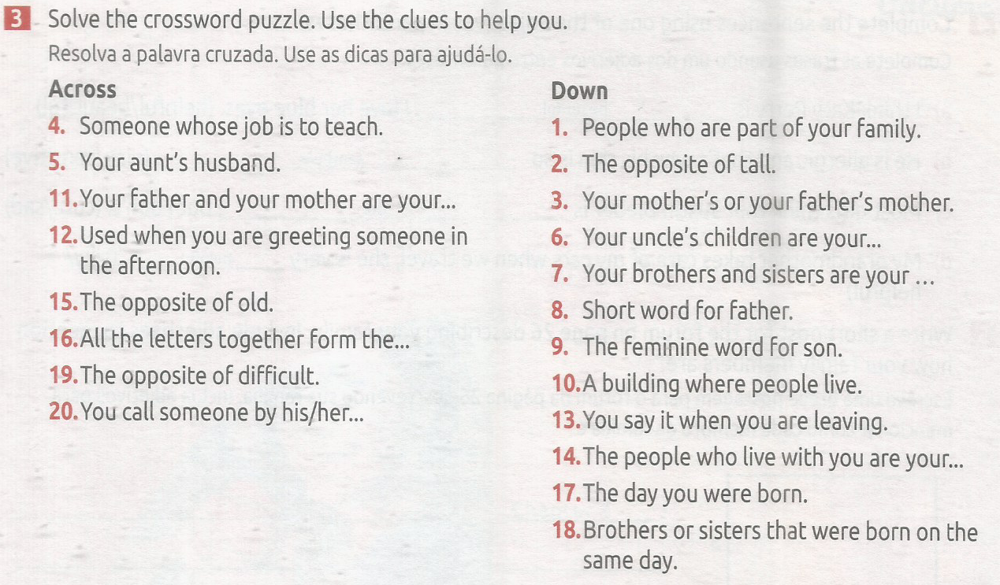 3 Solve the crossword puzzle. Use the clues to help you.
Resolva a palavra cruzada. Use as dicas para ajudá-lo.
Across
4. Someone whose job is to teach.
5. Your aunt's husband.
11. Your father and your mother are your...
12. Used when you are greeting someone in
the afternoon.
15. The opposite of old.
16. All the letters together form the...
19. The opposite of difficult.
20. You call someone by his/her...
Down
1. People who are part of your family.
2. The opposite of tall.
3. Your mother's or your father's mother.
6. Your uncle's children are your...
7. Your brothers and sisters are your ...
8. Short word for father.
9. The feminine word for son.
10. A building where people live.
13. You say it when you are leaving.
14. The people who live with you are your...
17. The day you were born.
18. Brothers or sisters that were born on the
same day.